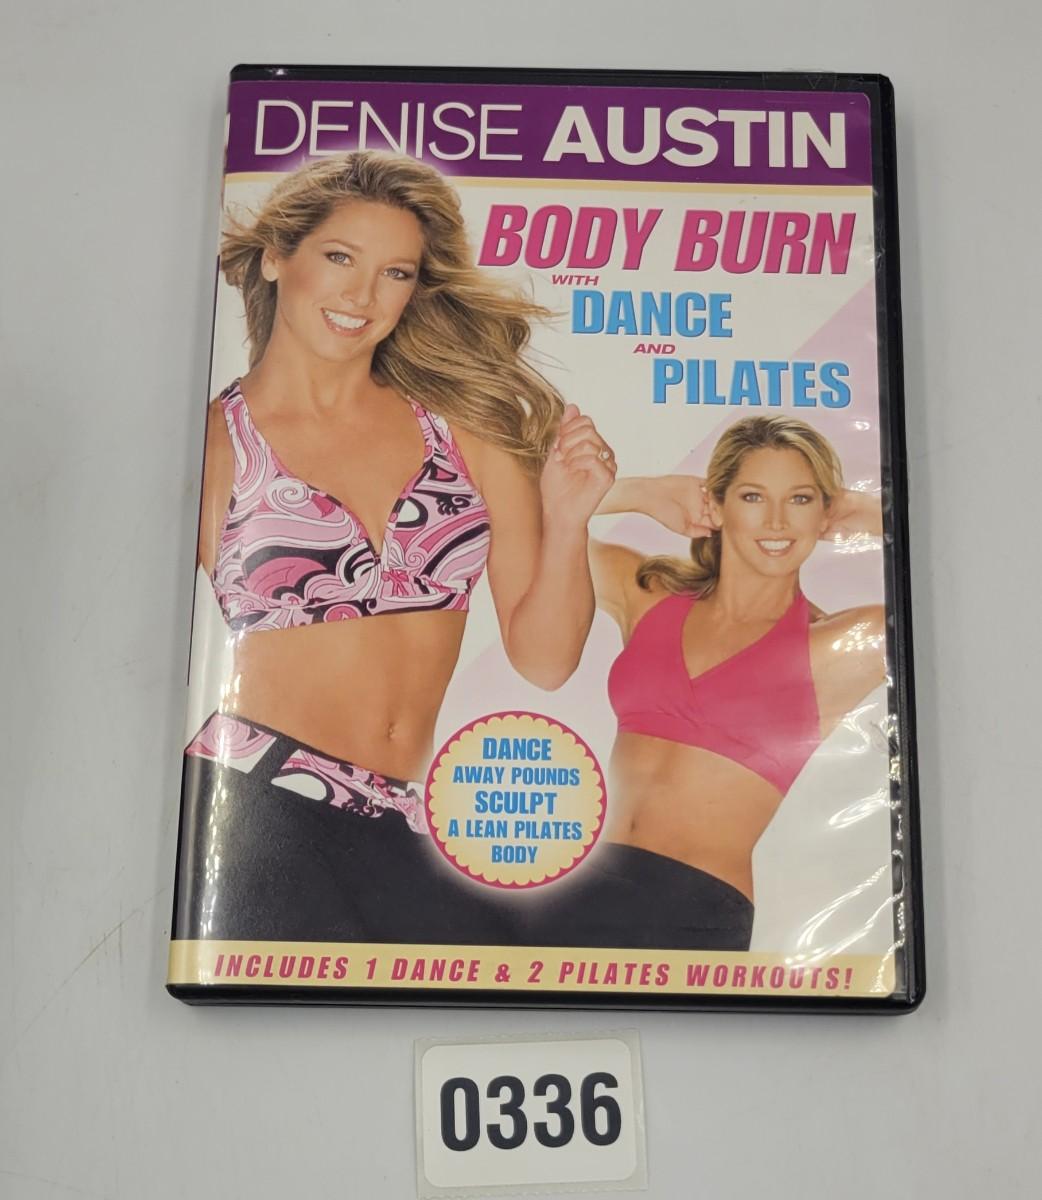 DENISE AUSTIN
BODY BURN
WITH
DANCE
AND
PILATES
DANCE
AWAY POUNDS
SCULPT
A LEAN PILATES
BODY
INCLUDES 1 DANCE & 2 PILATES WORKOUTS!
0336